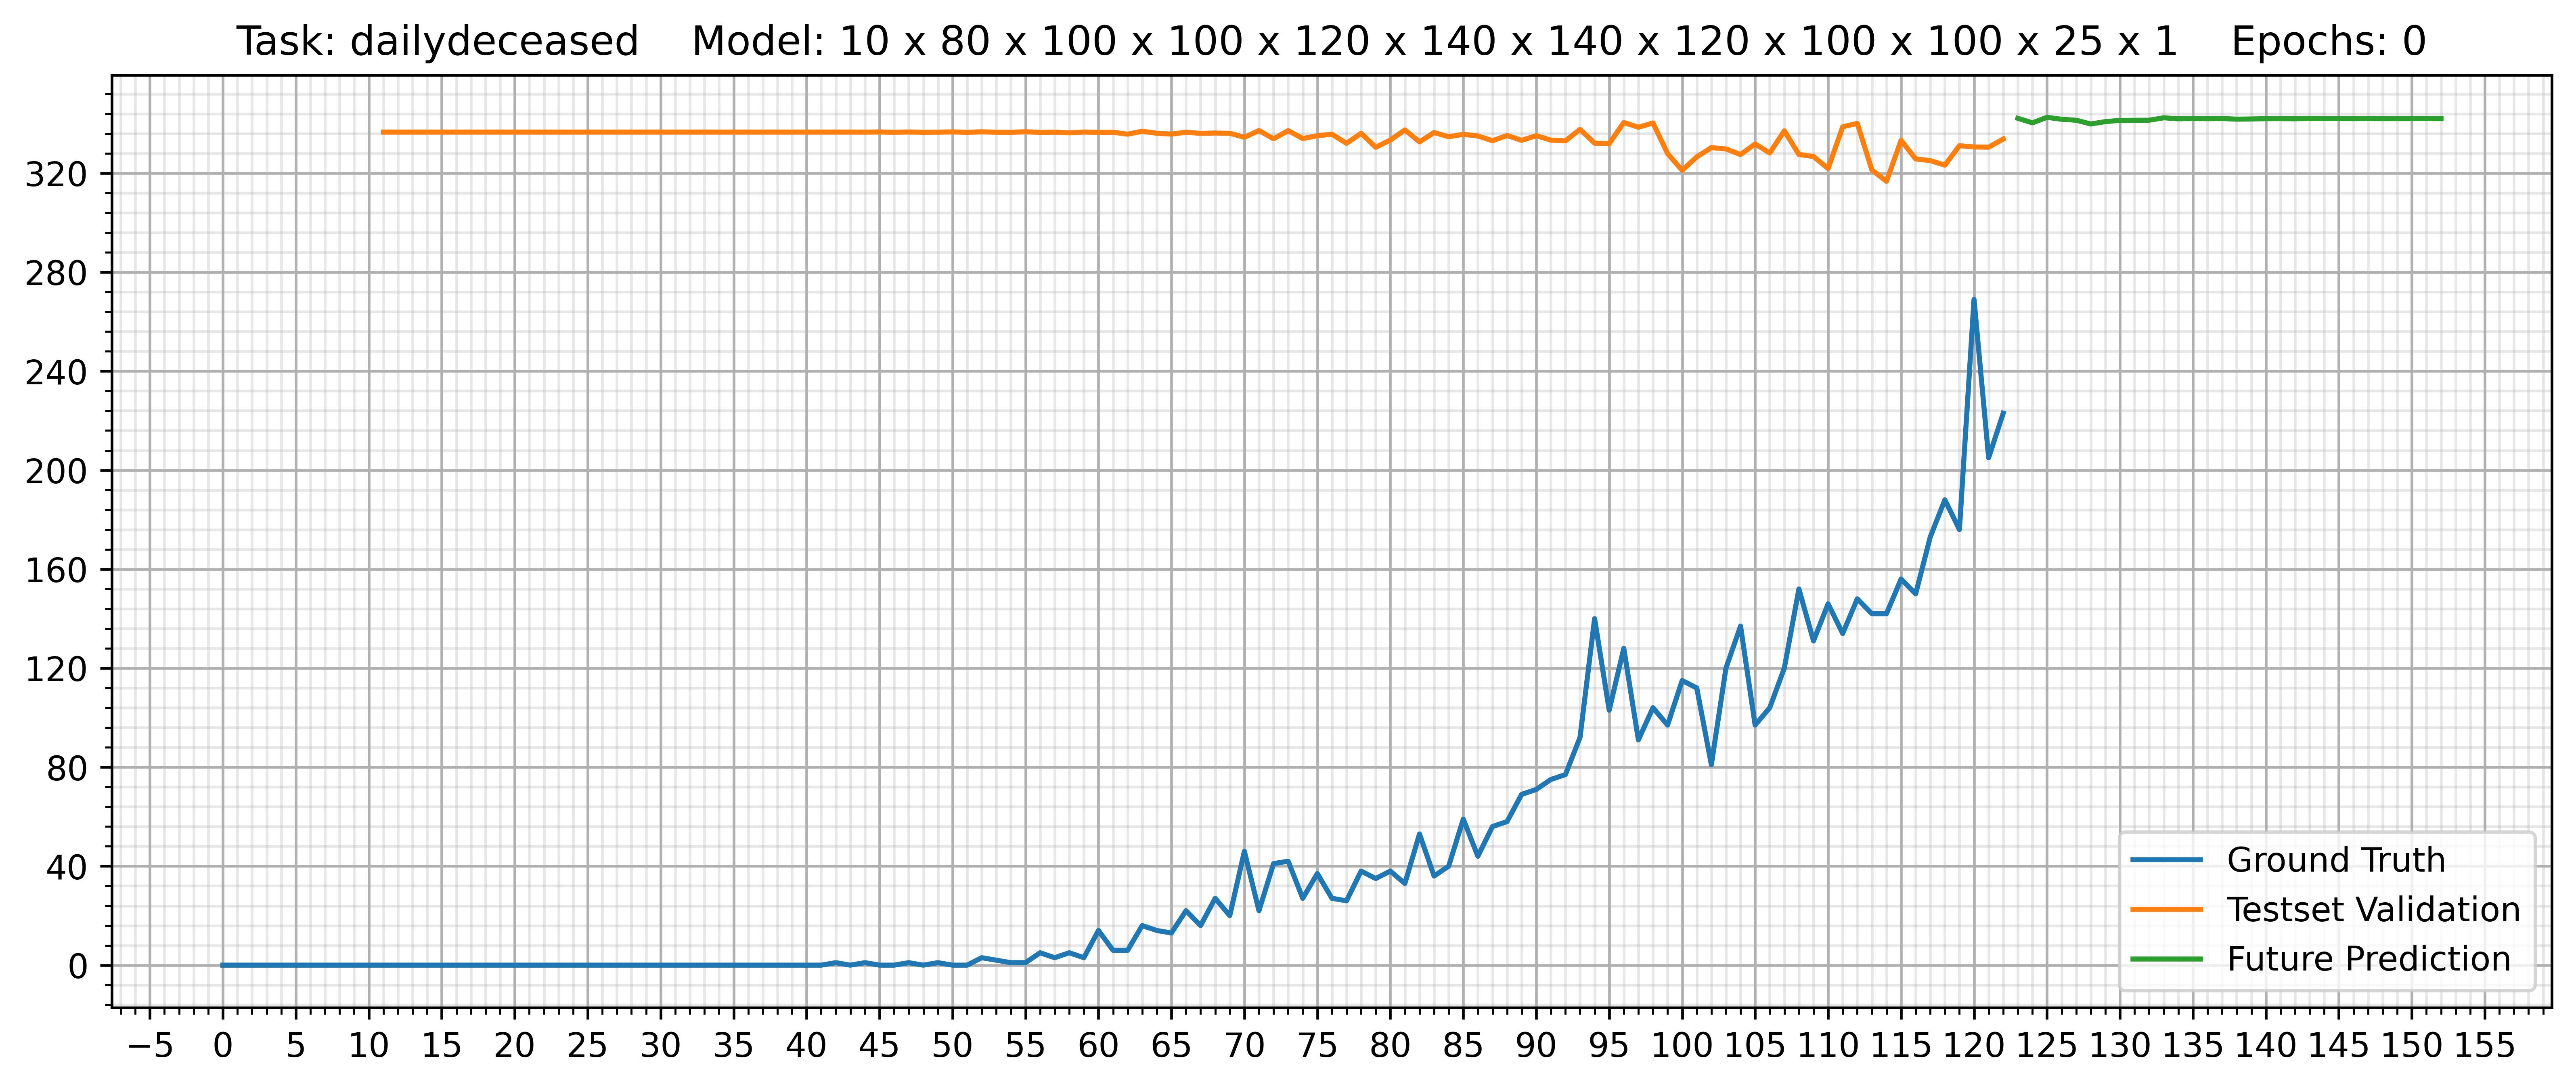 Task: dailydeceased    Model: 10 x 80 x 100 x 100 x 120 x 140 x 140 x 120 x 100 x 100 x 25 x 1    Epochs: 0
320
280
240
200
160
120
80
40
0
−5 0 5 10 15 20 25 30 35 40 45 50 55 60 65 70 75 80 85 90 95 100 105 110 115 120 125 130 135 140 145 150 155
Ground Truth
Testset Validation
Future Prediction